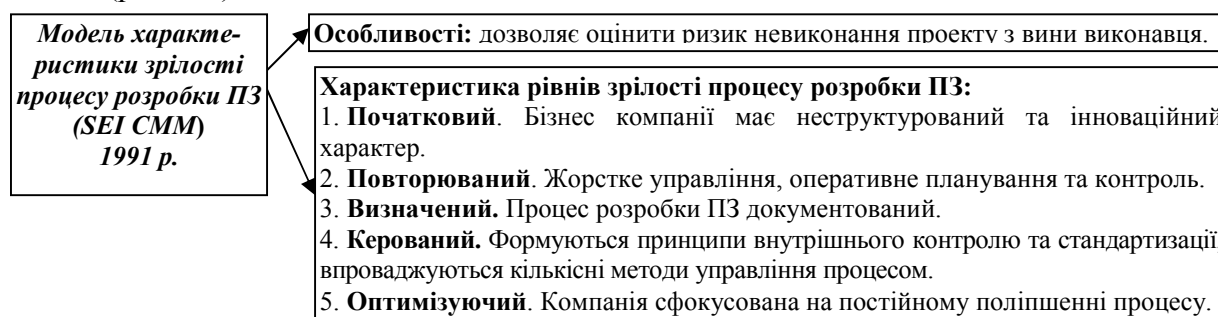 Модель характе-
ристики зрілості
процесу розробки ПЗ
(SEI CMM)
1991 р.
Особливості: дозволяє оцінити ризик невиконання проекту з вини виконавця.
Характеристика рівнів зрілості процесу розробки ПЗ:
1. Початковий. Бізнес компанії має неструктурований та інноваційний
характер.
2. Повторюваний. Жорстке управління, оперативне планування та контроль.
3. Визначений. Процес розробки ПЗ документований.
4. Керований. Формуються принципи внутрішнього контролю та стандартизації
впроваджуються кількісні методи управління процесом.
5. Оптимізуючий. Компанія сфокусована на постійному поліпшенні процесу.